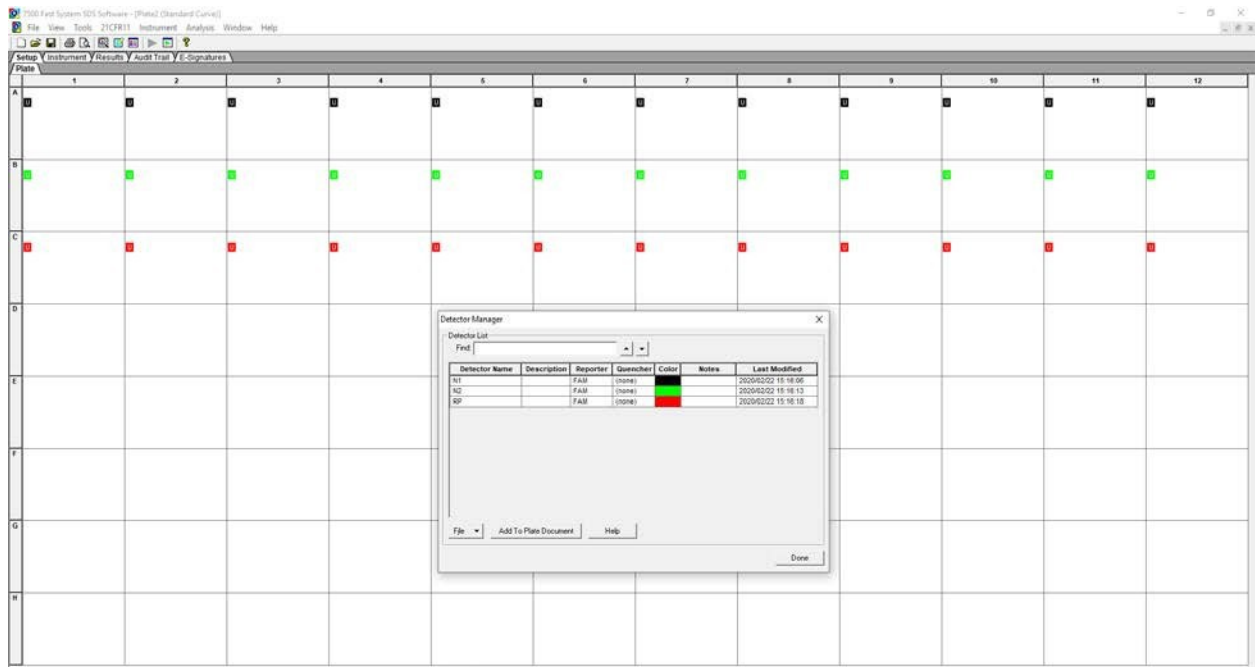 7500 Fast System SDS Software - [Plate2 (Standard Curve)]
File View Tools 21CFR11 Instrument Analysis Window Help
Setup Instrument Results Audit Trail E-Signatures
Plate
1 2 3 4 5 6 7 8 9 10 11 12
A
U U U U U U U U U U U U
B
U U U U U U U U U U U U
C
U U U U U U U U U U U U
D
E
F
G
H
Detector Manager
Detector List
Find:
Detector Name Description Reporter Quencher Color Notes Last Modified
N1 FAM (none) 2020/02/22 15:16:06
N2 FAM (none) 2020/02/22 15:16:13
RP FAM (none) 2020/02/22 15:16:18
File Add To Plate Document Help
Done